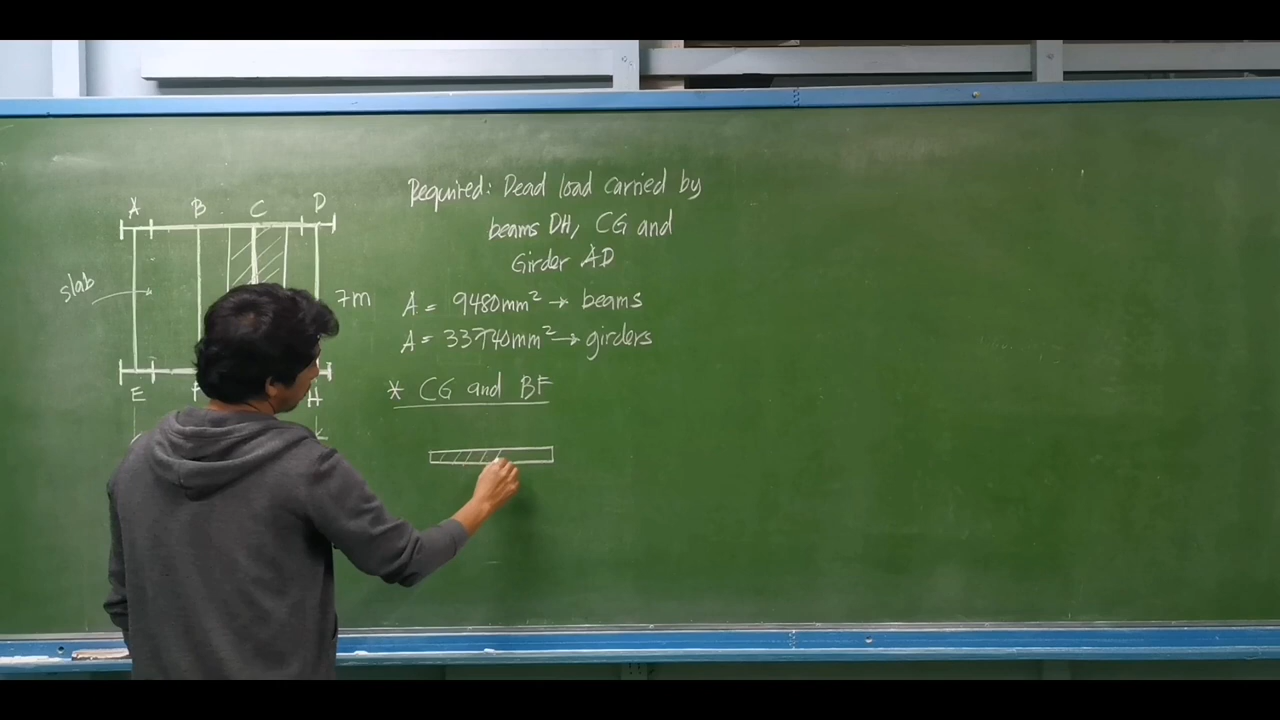 A B C D
slab
7m
E F H
Required: Dead load carried by
beams DH, CG and
Girder AD
A = 9480mm² → beams
A = 33740mm² → girders
* CG and BF